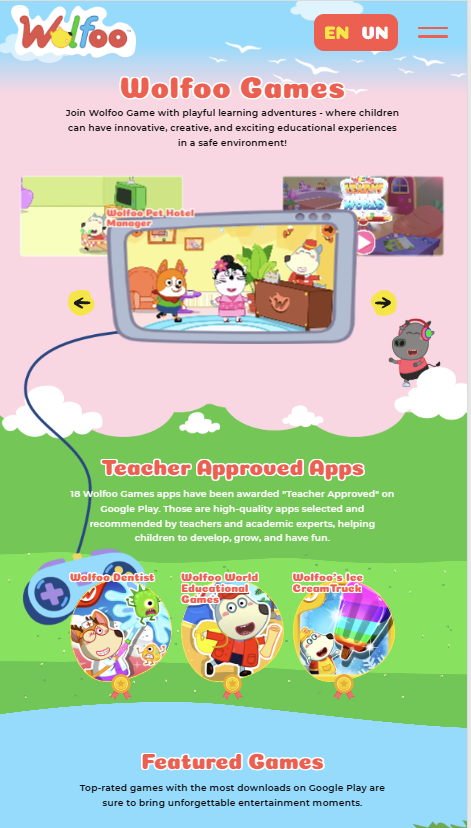 Wolfoo™
EN UN
Wolfoo Games
Join Wolfoo Game with playful learning adventures - where children
can have innovative, creative, and exciting educational experiences
in a safe environment!
Wolfoo Pet Hotel
Manager
LEARNS
WORLD
Teacher Approved Apps
18 Wolfoo Games apps have been awarded "Teacher Approved" on
Google Play. Those are high-quality apps selected and
recommended by teachers and academic experts, helping
children to develop, grow, and have fun.
Wolfoo Dentist
Wolfoo World
Educational
Games
Wolfoo's Ice
Cream Truck
Featured Games
Top-rated games with the most downloads on Google Play are
sure to bring unforgettable entertainment moments.